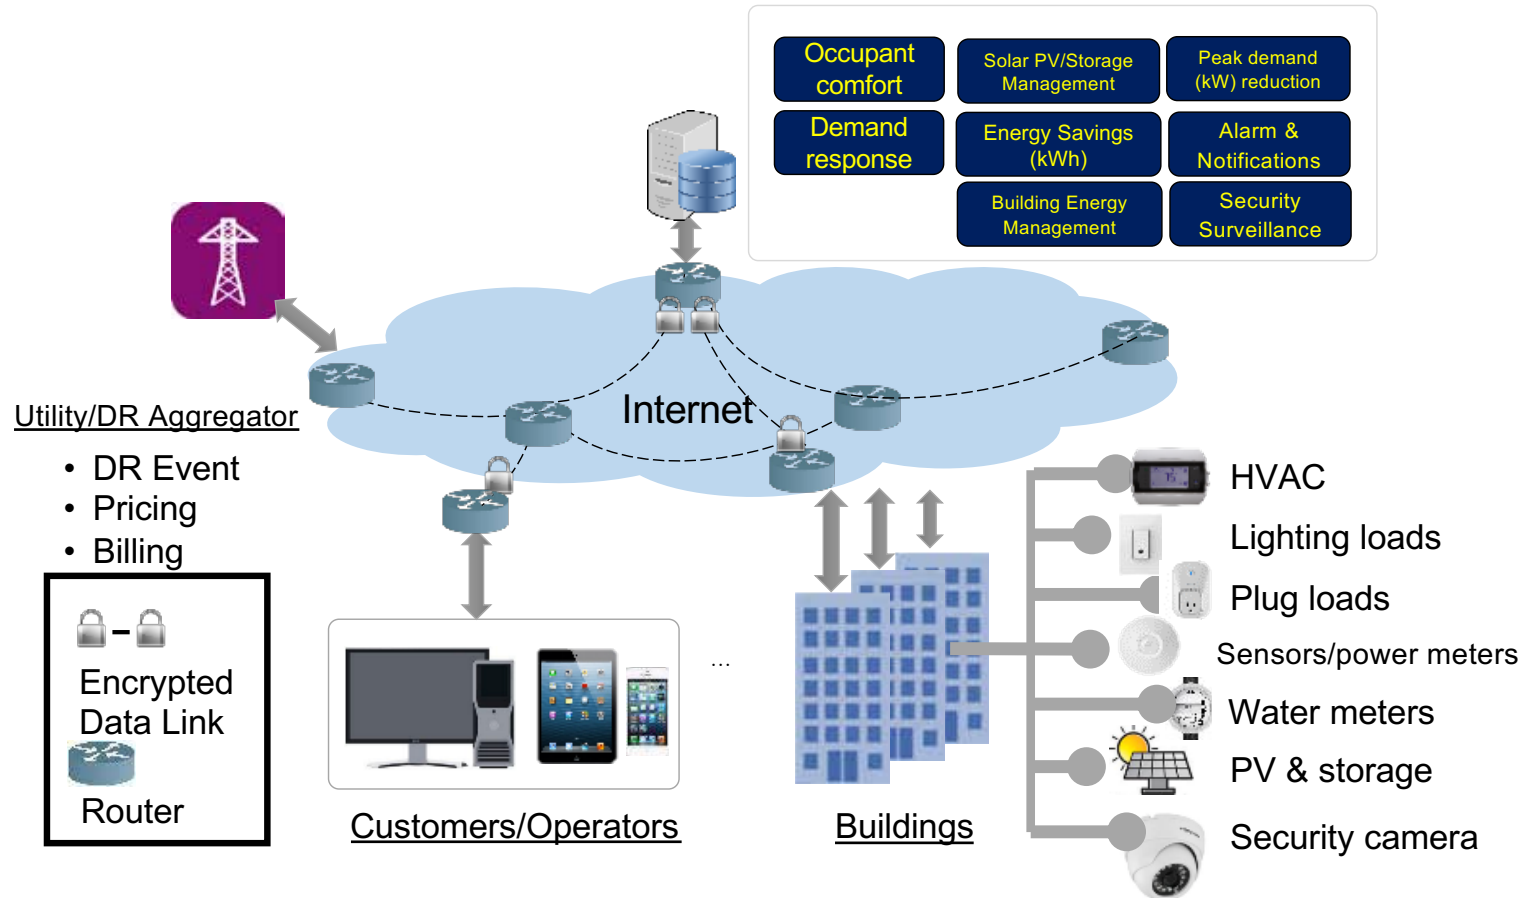 Occupant
comfort
Solar PV/Storage
Management
Peak demand
(kW) reduction
Demand
response
Energy Savings
(kWh)
Alarm &
Notifications
Building Energy
Management
Security
Surveillance
Internet
Utility/DR Aggregator
• DR Event
• Pricing
• Billing
Encrypted
Data Link
Router
Customers/Operators
...
Buildings
HVAC
Lighting loads
Plug loads
Sensors/power meters
Water meters
PV & storage
Security camera